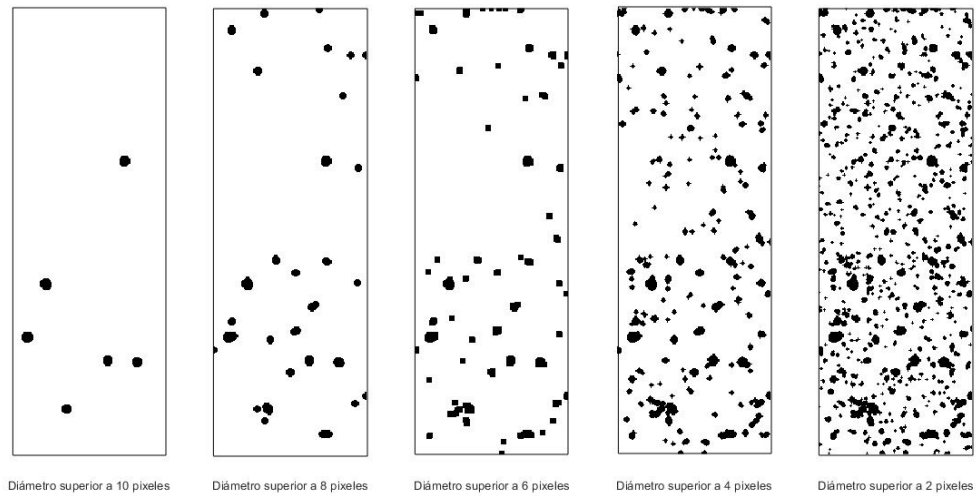 Diámetro superior a 10 pixeles
Diámetro superior a 8 pixeles
Diámetro superior a 6 pixeles
Diámetro superior a 4 pixeles
Diámetro superior a 2 pixeles